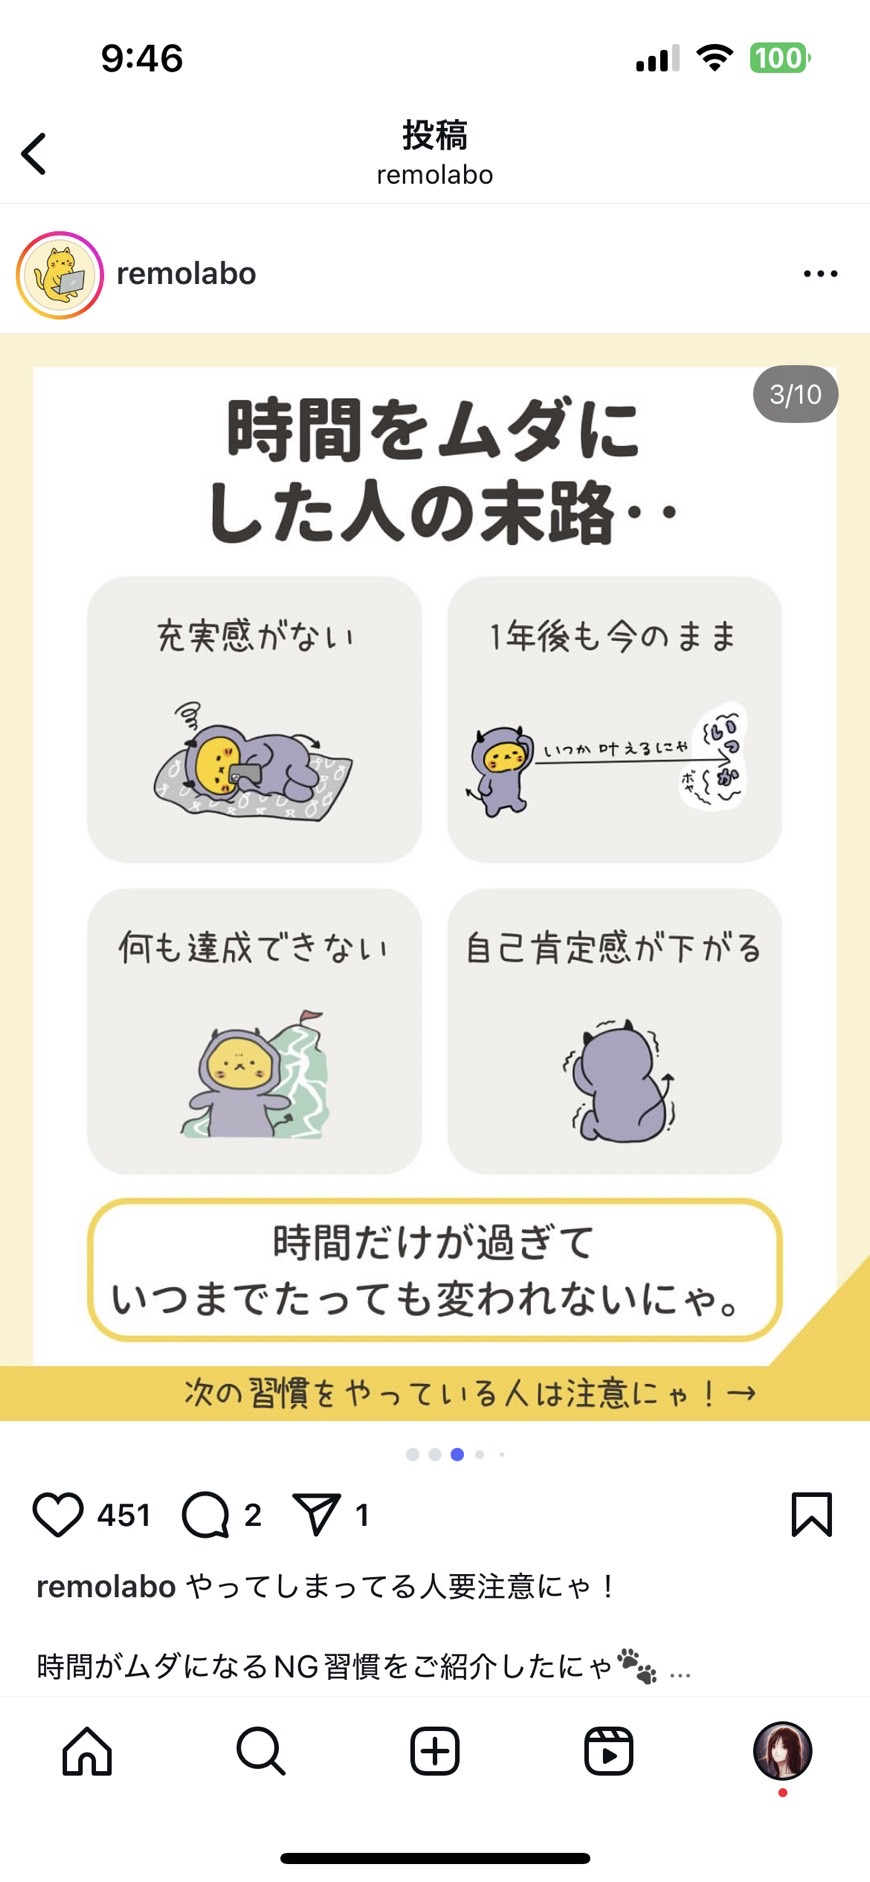 9:46
100
投稿
remolabo
remolabo
3/10
時間をムダに
した人の末路‥
充実感がない
1年後も今のまま
いつか叶えるにゃ
いつか
ボヤ
何も達成できない
自己肯定感が下がる
時間だけが過ぎて
いつまでたっても変われないにゃ。
次の習慣をやっている人は注意にゃ！→
451
2
1
remolabo やってしまってる人要注意にゃ！
時間がムダになるNG習慣をご紹介したにゃ🐾 ...